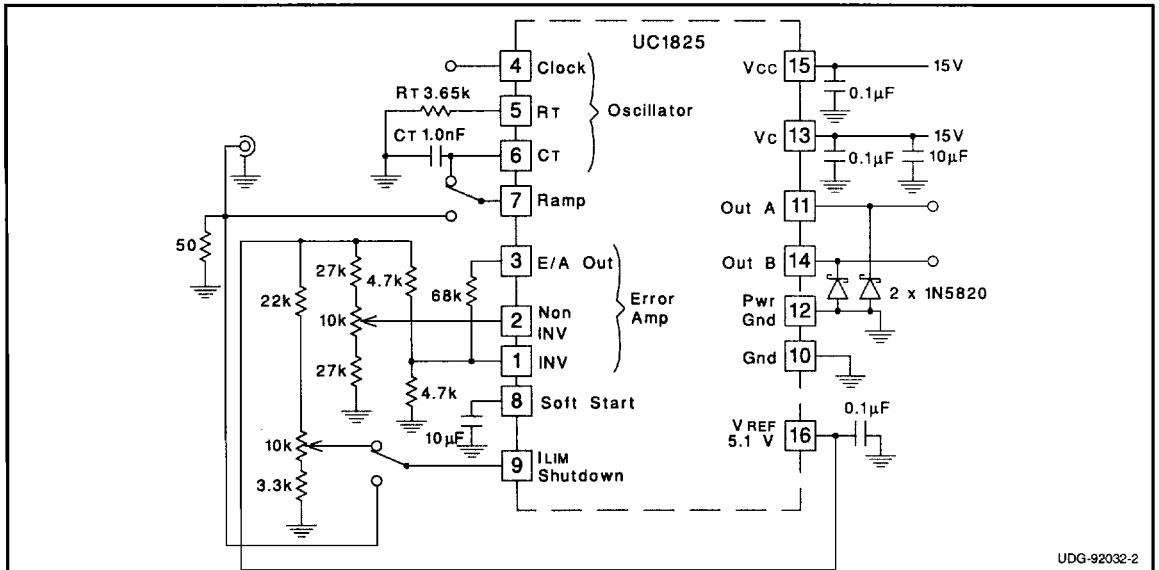 UC1825
4 Clock
RT 3.65k
5 RT
Oscillator
CT 1.0nF
6 CT
7 Ramp
50
3 E/A Out
27k
4.7k
68k
22k
Error
Amp
10k
2 Non
INV
1 INV
27k
4.7k
8 Soft Start
10µF
10k
9 ILIM
Shutdown
3.3k
Vcc 15
15V
0.1µF
Vc 13
15V
0.1µF
10µF
Out A 11
Out B 14
2 x 1N5820
Pwr
Gnd 12
Gnd 10
0.1µF
VREF
5.1 V 16
UDG-92032-2